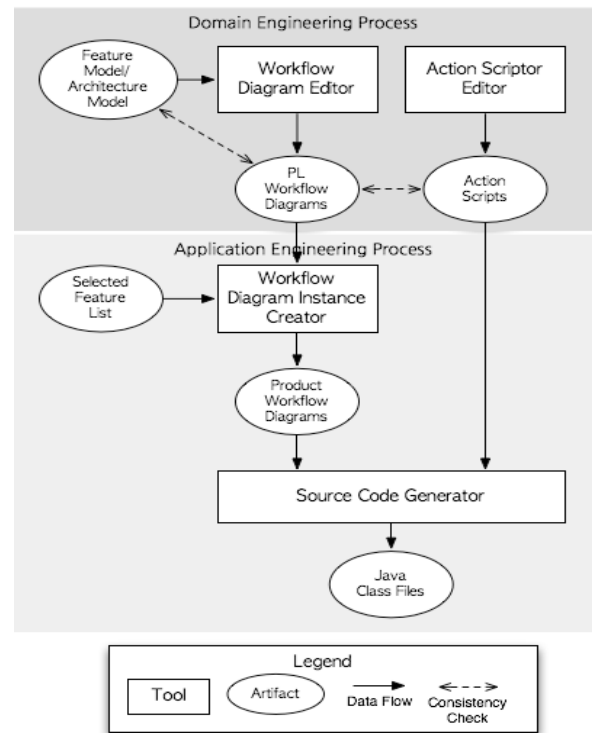 Domain Engineering Process
Feature
Model/
Architecture
Model
Workflow
Diagram Editor
Action Scriptor
Editor
PL
Workflow
Diagrams
Action
Scripts
Application Engineering Process
Selected
Feature
List
Workflow
Diagram Instance
Creator
Product
Workflow
Diagrams
Source Code Generator
Java
Class Files
Legend
Tool
Artifact
Data Flow
Consistency
Check